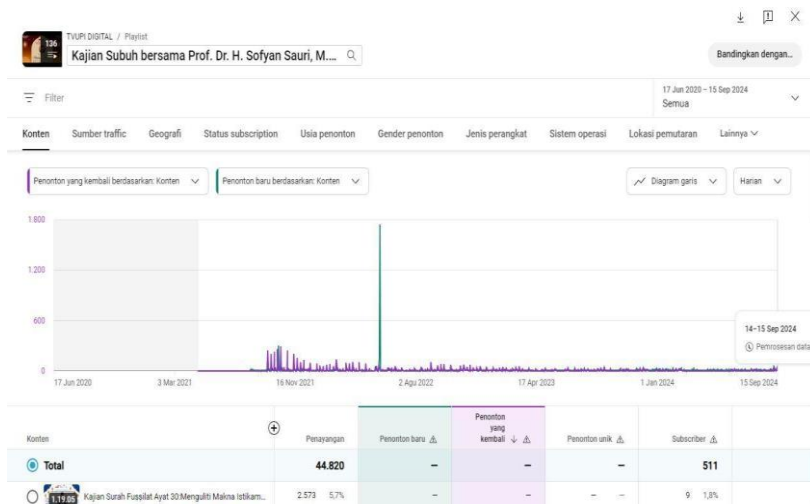 136
TVUPI DIGITAL / Playlist
Kajian Subuh bersama Prof. Dr. H. Sofyan Sauri, M....
Bandingkan dengan...
Filter
17 Jun 2020 – 15 Sep 2024
Semua
Konten Sumber traffic Geografi Status subscription Usia penonton Gender penonton Jenis perangkat Sistem operasi Lokasi pemutaran Lainnya
Penonton yang kembali berdasarkan: Konten Penonton baru berdasarkan: Konten Diagram garis Harian
1.800
1.200
600
0
14–15 Sep 2024
Pemrosesan data
17 Jun 2020 3 Mar 2021 16 Nov 2021 2 Agu 2022 17 Apr 2023 1 Jan 2024 15 Sep 2024
Konten Penayangan Penonton baru Penonton yang kembali Penonton unik Subscriber
Total 44.820 – – – 511
1.19.05 Kajian Surah Fuşşilat Ayat 30:Menguliti Makna Istikam... 2.573 5,7% – – – – 9 1,8%